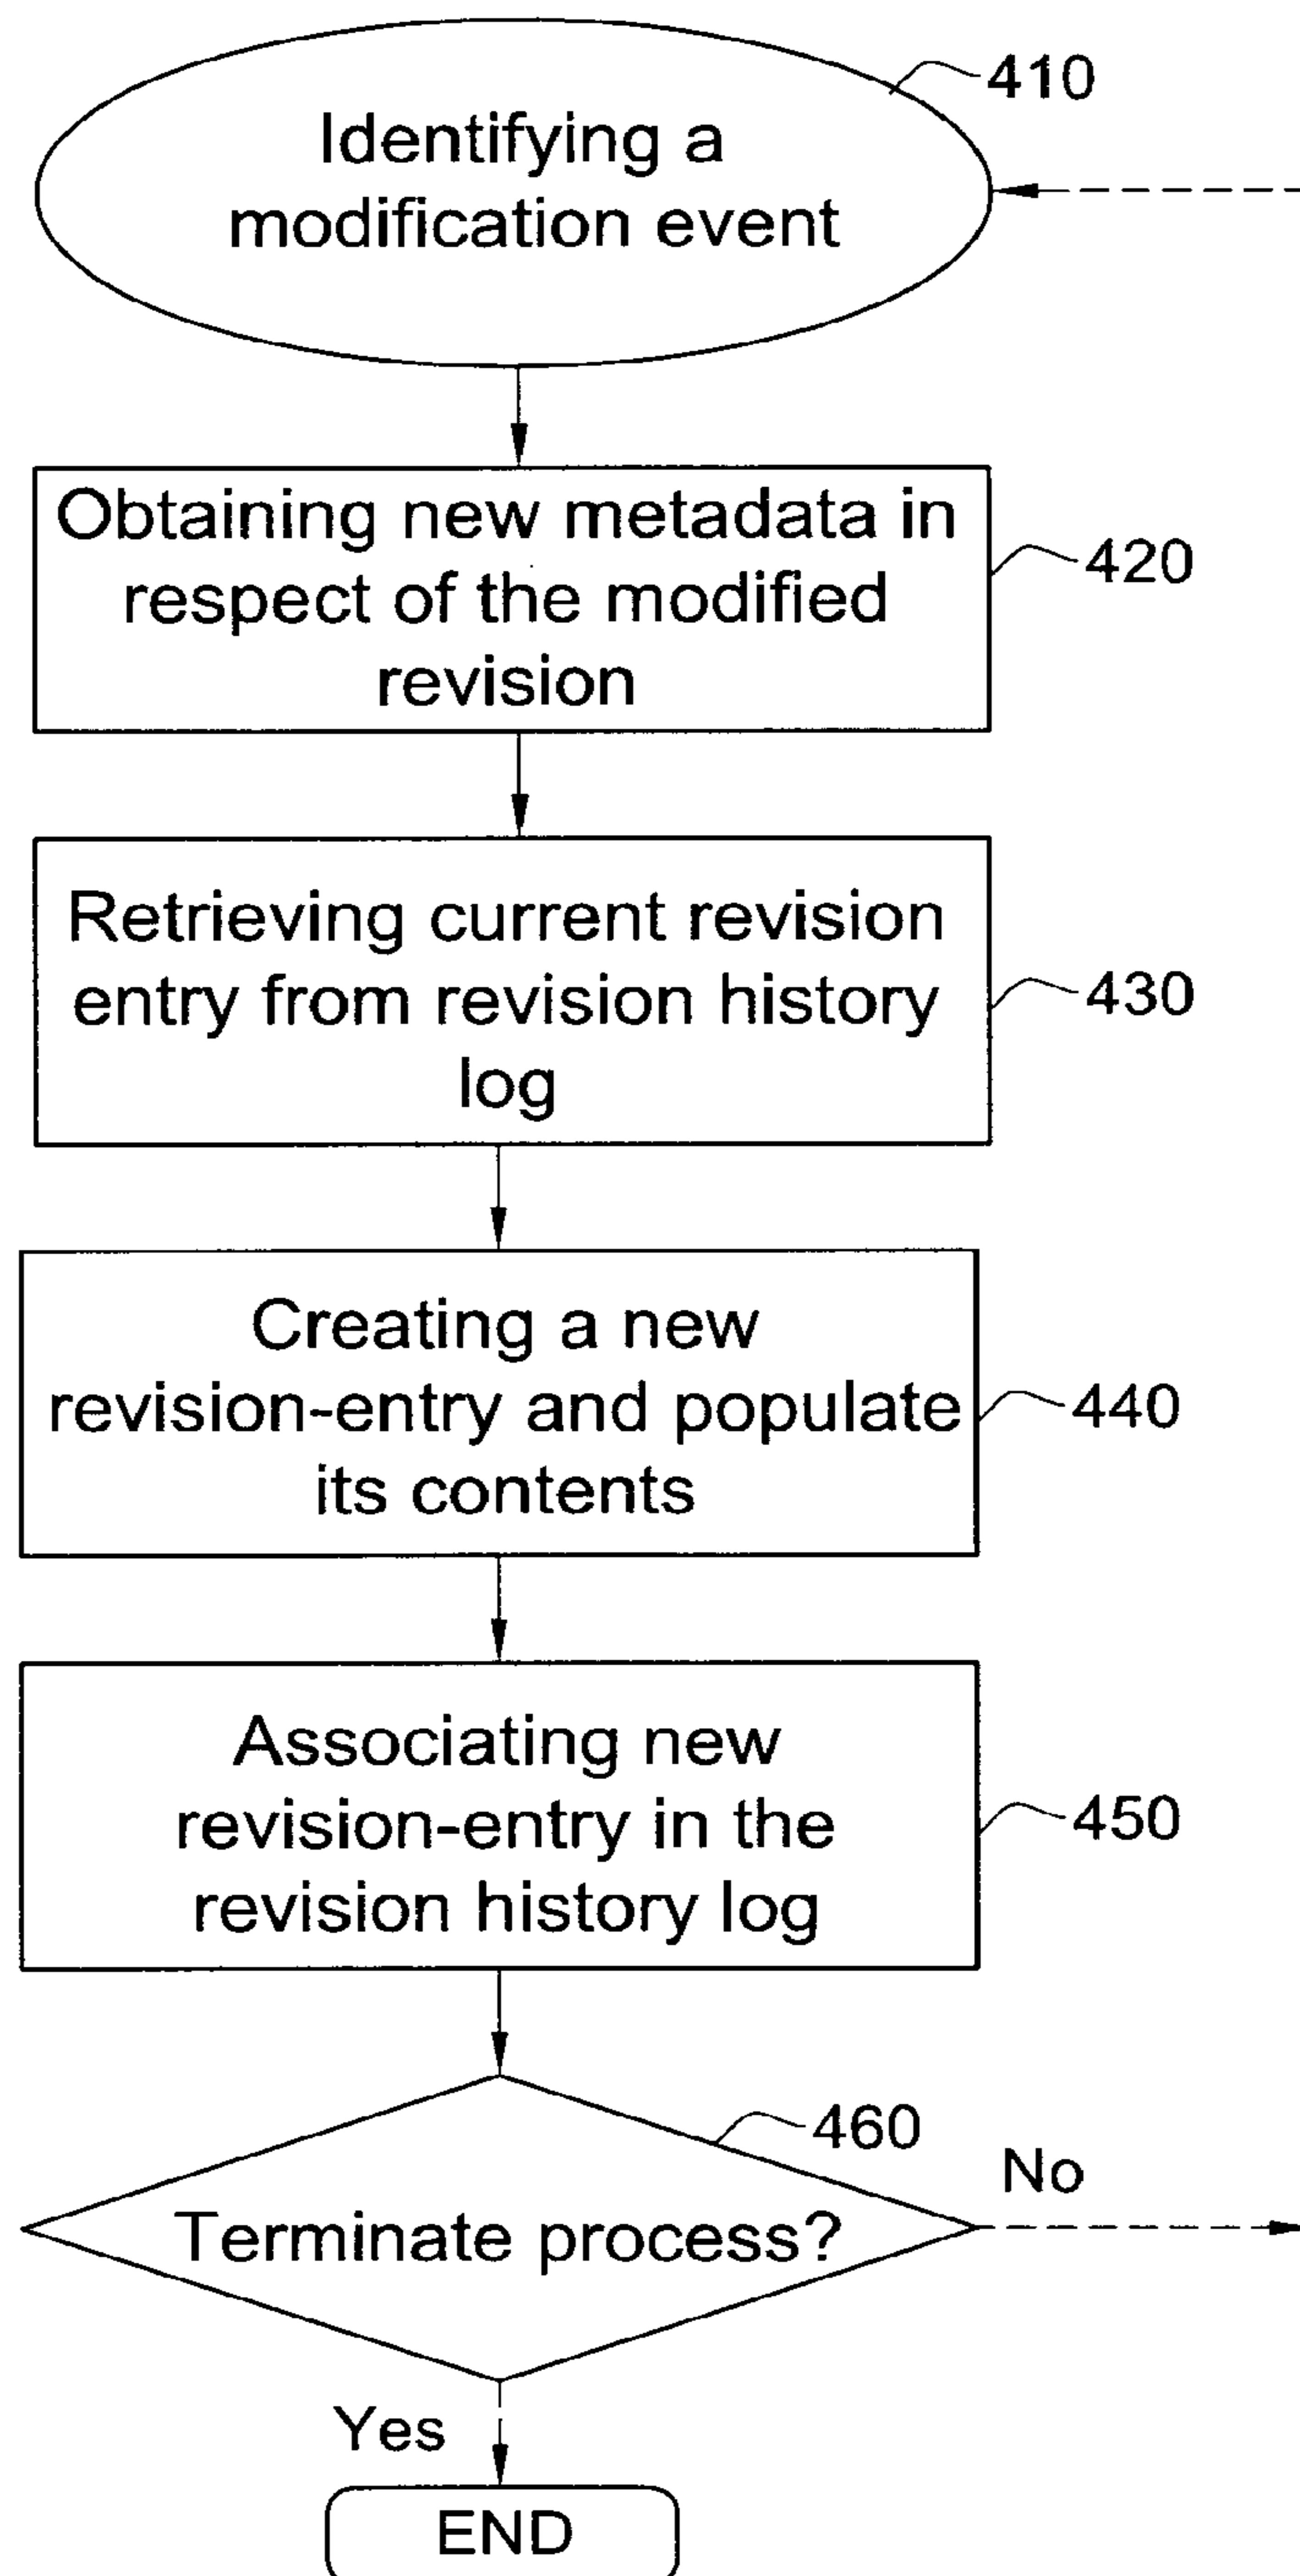 410
Identifying a
modification event
Obtaining new metadata in
respect of the modified
revision
420
Retrieving current revision
entry from revision history
log
430
Creating a new
revision-entry and populate
its contents
440
Associating new
revision-entry in the
revision history log
450
460
No
Terminate process?
Yes
END